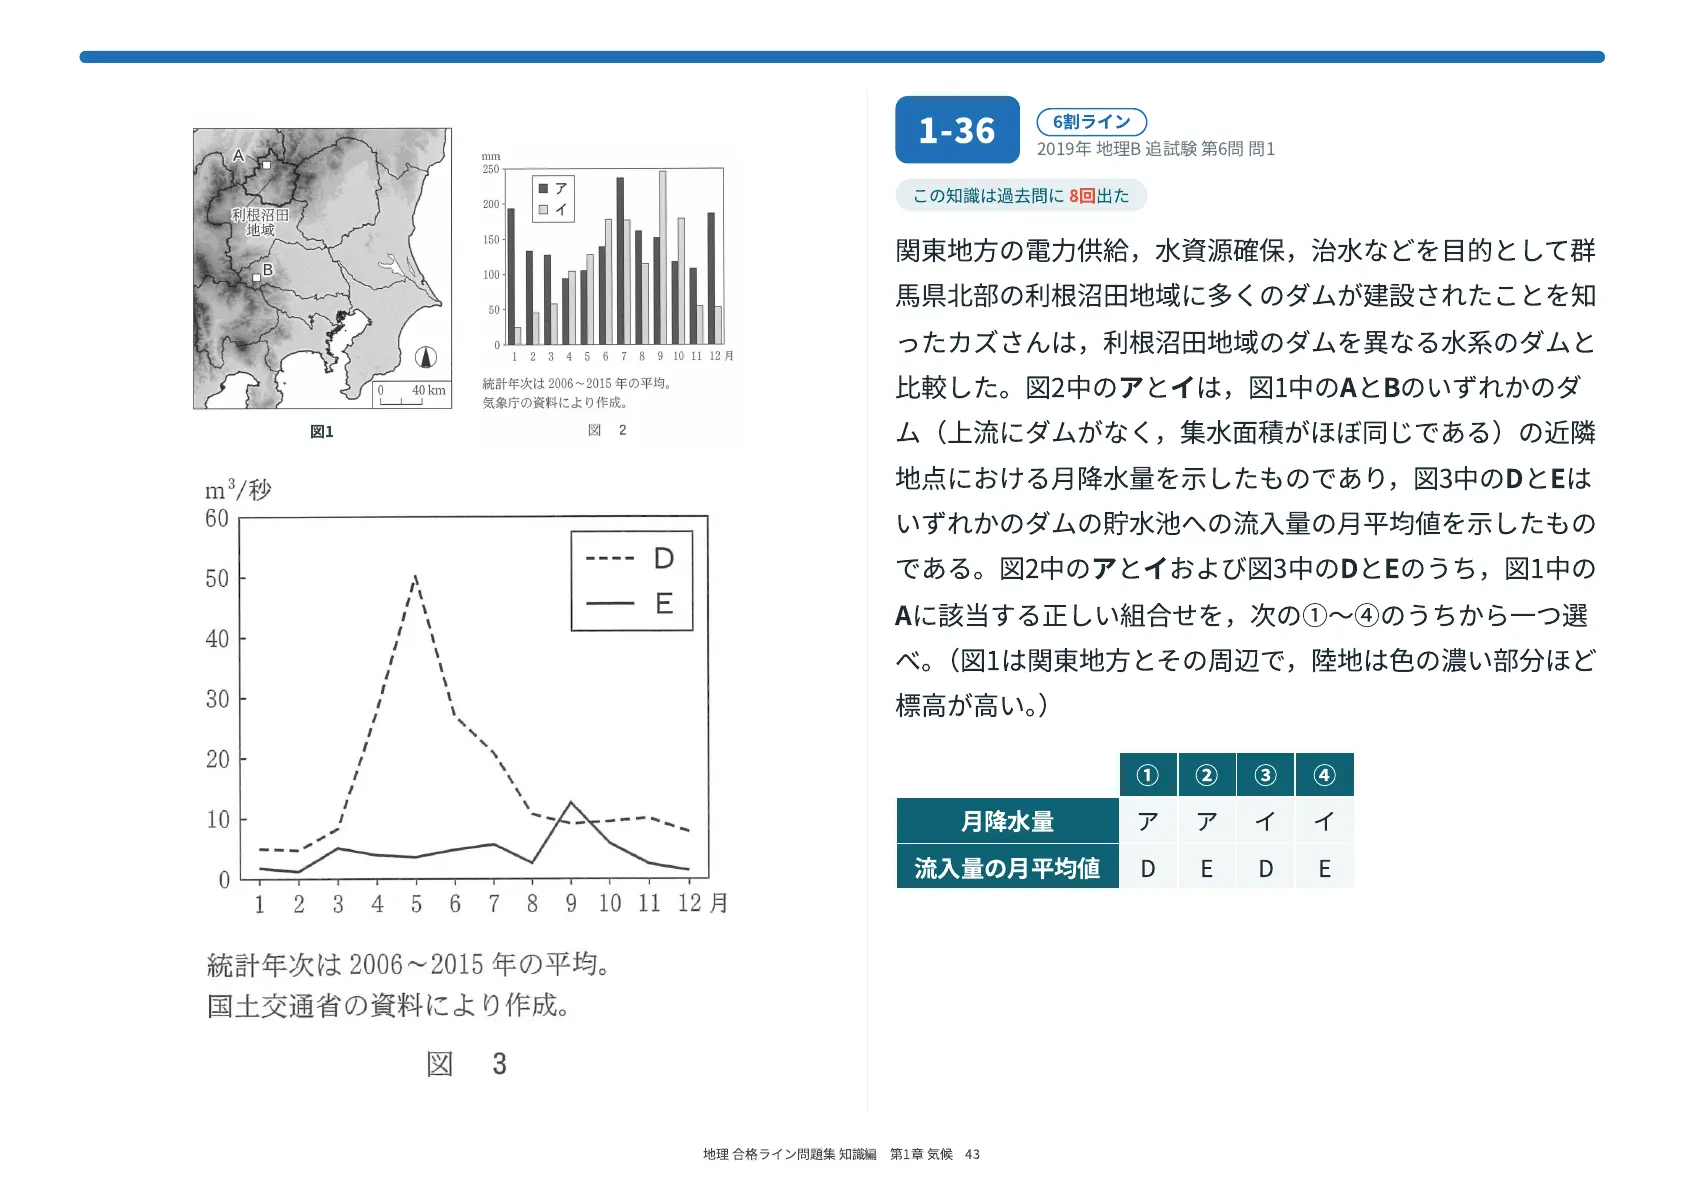 A
利根沼田
地域
B
0 40 km
図1
mm
250
200
150
100
50
0
ア
イ
1 2 3 4 5 6 7 8 9 10 11 12 月
統計年次は 2006～2015 年の平均。
気象庁の資料により作成。
図 2
m³/秒
60
50
40
30
20
10
0
D
E
1 2 3 4 5 6 7 8 9 10 11 12 月
統計年次は 2006～2015 年の平均。
国土交通省の資料により作成。
図 3
1-36
6割ライン
2019年 地理B 追試験 第6問 問1
この知識は過去問に 8回出た
関東地方の電力供給，水資源確保，治水などを目的として群
馬県北部の利根沼田地域に多くのダムが建設されたことを知
ったカズさんは，利根沼田地域のダムを異なる水系のダムと
比較した。図2中のアとイは，図1中のAとBのいずれかのダ
ム（上流にダムがなく，集水面積がほぼ同じである）の近隣
地点における月降水量を示したものであり，図3中のDとEは
いずれかのダムの貯水池への流入量の月平均値を示したもの
である。図2中のアとイおよび図3中のDとEのうち，図1中の
Aに該当する正しい組合せを，次の①～④のうちから一つ選
べ。（図1は関東地方とその周辺で，陸地は色の濃い部分ほど
標高が高い。）
① ② ③ ④
月降水量 ア ア イ イ
流入量の月平均値 D E D E
地理 合格ライン問題集 知識編 第1章 気候 43